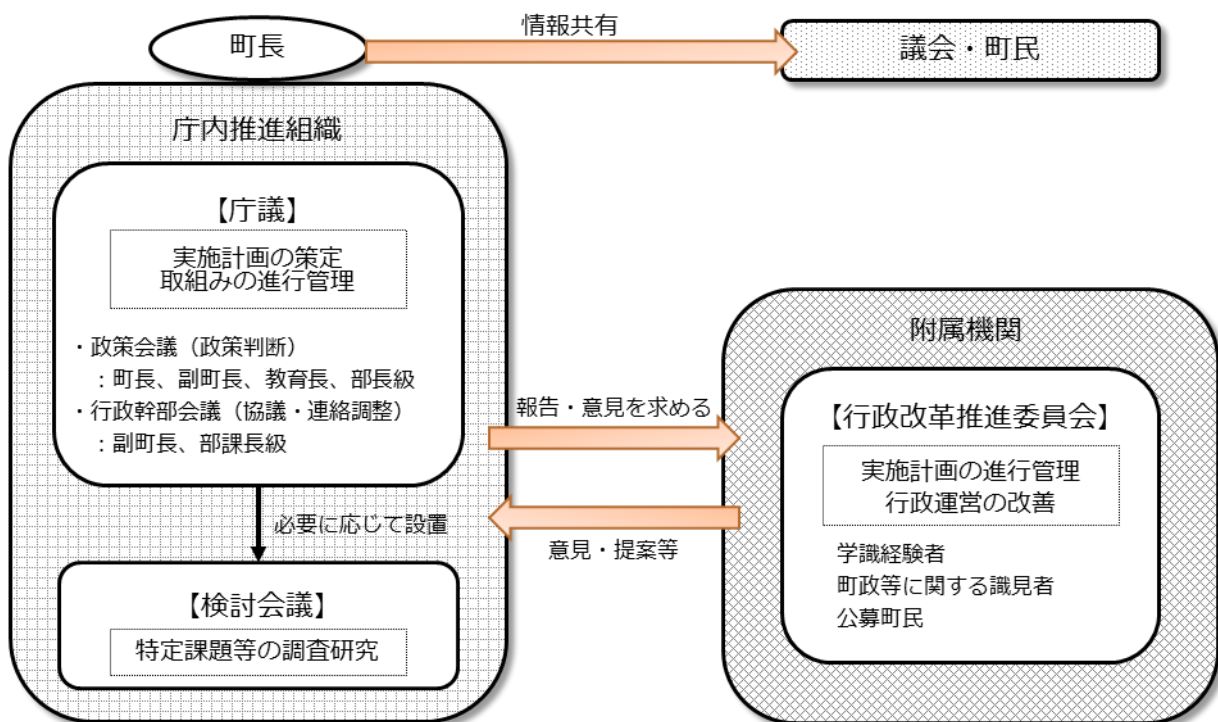 町長
情報共有
議会・町民
庁内推進組織
【庁議】
実施計画の策定
取組みの進行管理
・政策会議（政策判断）
：町長、副町長、教育長、部長級
・行政幹部会議（協議・連絡調整）
：副町長、部課長級
必要に応じて設置
【検討会議】
特定課題等の調査研究
報告・意見を求める
意見・提案等
附属機関
【行政改革推進委員会】
実施計画の進行管理
行政運営の改善
学識経験者
町政等に関する識見者
公募町民